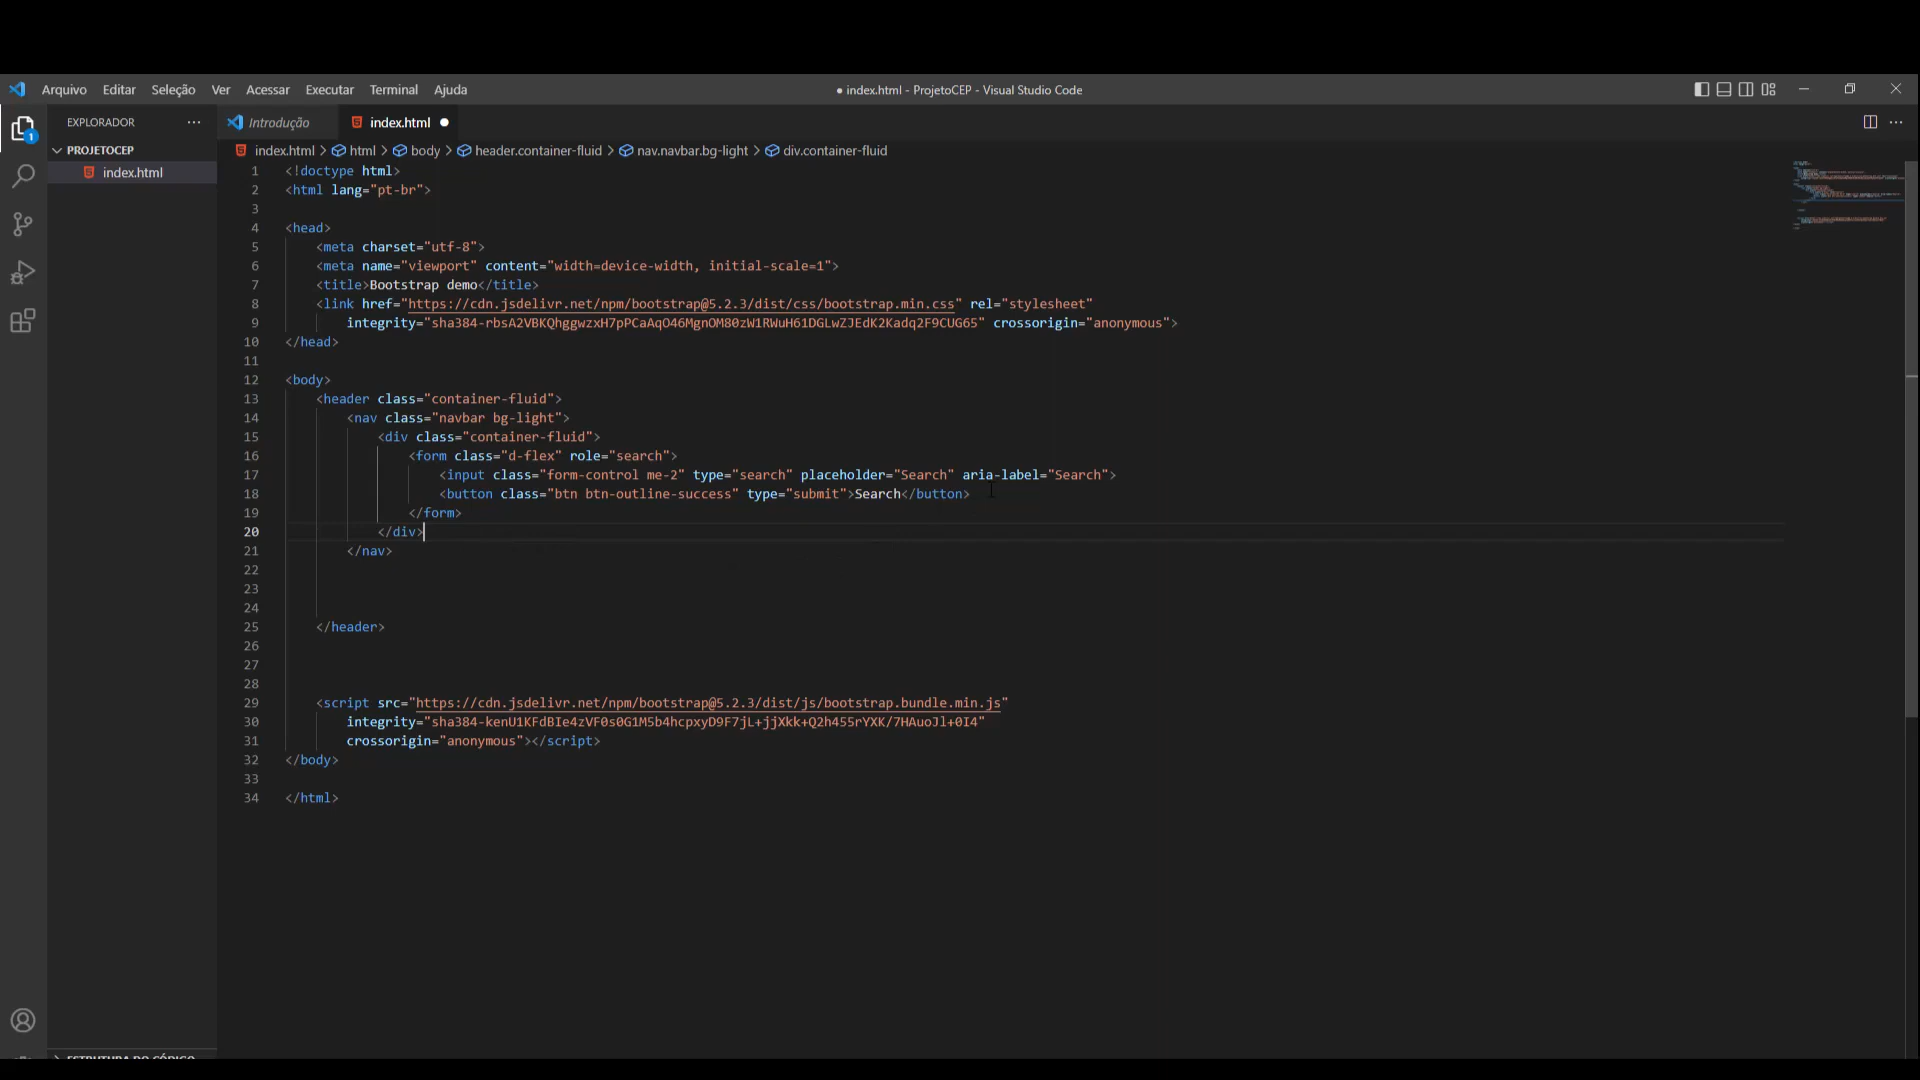 Arquivo Editar Seleção Ver Acessar Executar Terminal Ajuda
● index.html - ProjetoCEP - Visual Studio Code
EXPLORADOR ···
Introdução
index.html ●
PROJETOCEP
index.html
1
index.html > html > body > header.container-fluid > nav.navbar.bg-light > div.container-fluid
1 <!doctype html>
2 <html lang="pt-br">
3
4 <head>
5 <meta charset="utf-8">
6 <meta name="viewport" content="width=device-width, initial-scale=1">
7 <title>Bootstrap demo</title>
8 <link href="https://cdn.jsdelivr.net/npm/bootstrap@5.2.3/dist/css/bootstrap.min.css" rel="stylesheet"
9 integrity="sha384-rbsA2VBKQhggwzxH7pPCaAqO46MgnOM80zW1RWuH61DGLwZJEdK2Kadq2F9CUG65" crossorigin="anonymous">
10 </head>
11
12 <body>
13 <header class="container-fluid">
14 <nav class="navbar bg-light">
15 <div class="container-fluid">
16 <form class="d-flex" role="search">
17 <input class="form-control me-2" type="search" placeholder="Search" aria-label="Search">
18 <button class="btn btn-outline-success" type="submit">Search</button>
19 </form>
20 </div>
21 </nav>
22
23
24
25 </header>
26
27
28
29 <script src="https://cdn.jsdelivr.net/npm/bootstrap@5.2.3/dist/js/bootstrap.bundle.min.js"
30 integrity="sha384-kenU1KFdBIe4zVF0s0G1M5b4hcpxyD9F7jL+jjXkk+Q2h455rYXK/7HAuoJl+0I4"
31 crossorigin="anonymous"></script>
32 </body>
33
34 </html>
ESTRUTURA DO CÓDIGO